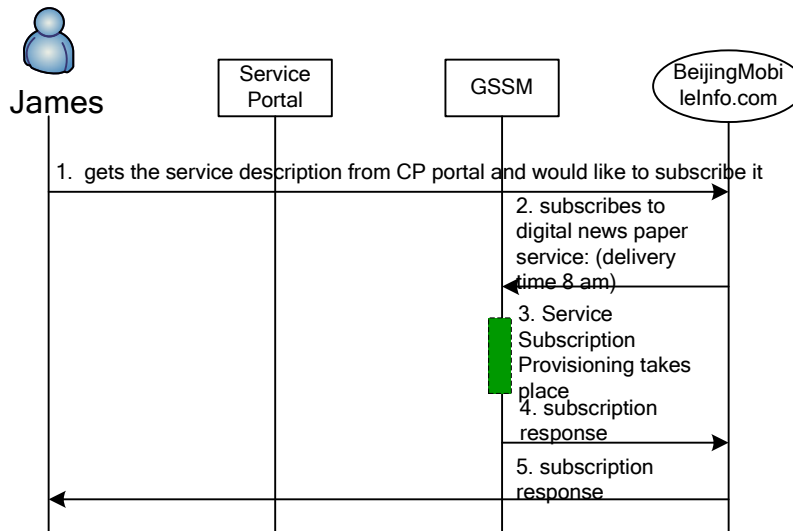 James
Service
Portal
GSSM
BeijingMobi
leInfo.com
1. gets the service description from CP portal and would like to subscribe it
2. subscribes to
digital news paper
service: (delivery
time 8 am)
3. Service
Subscription
Provisioning takes
place
4. subscription
response
5. subscription
response